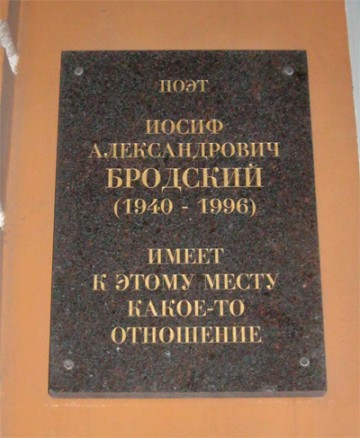 ПОЭТ
ИОСИФ
АЛЕКСАНДРОВИЧ
БРОДСКИЙ
(1940 - 1996)
ИМЕЕТ
К ЭТОМУ МЕСТУ
КАКОЕ-ТО
ОТНОШЕНИЕ